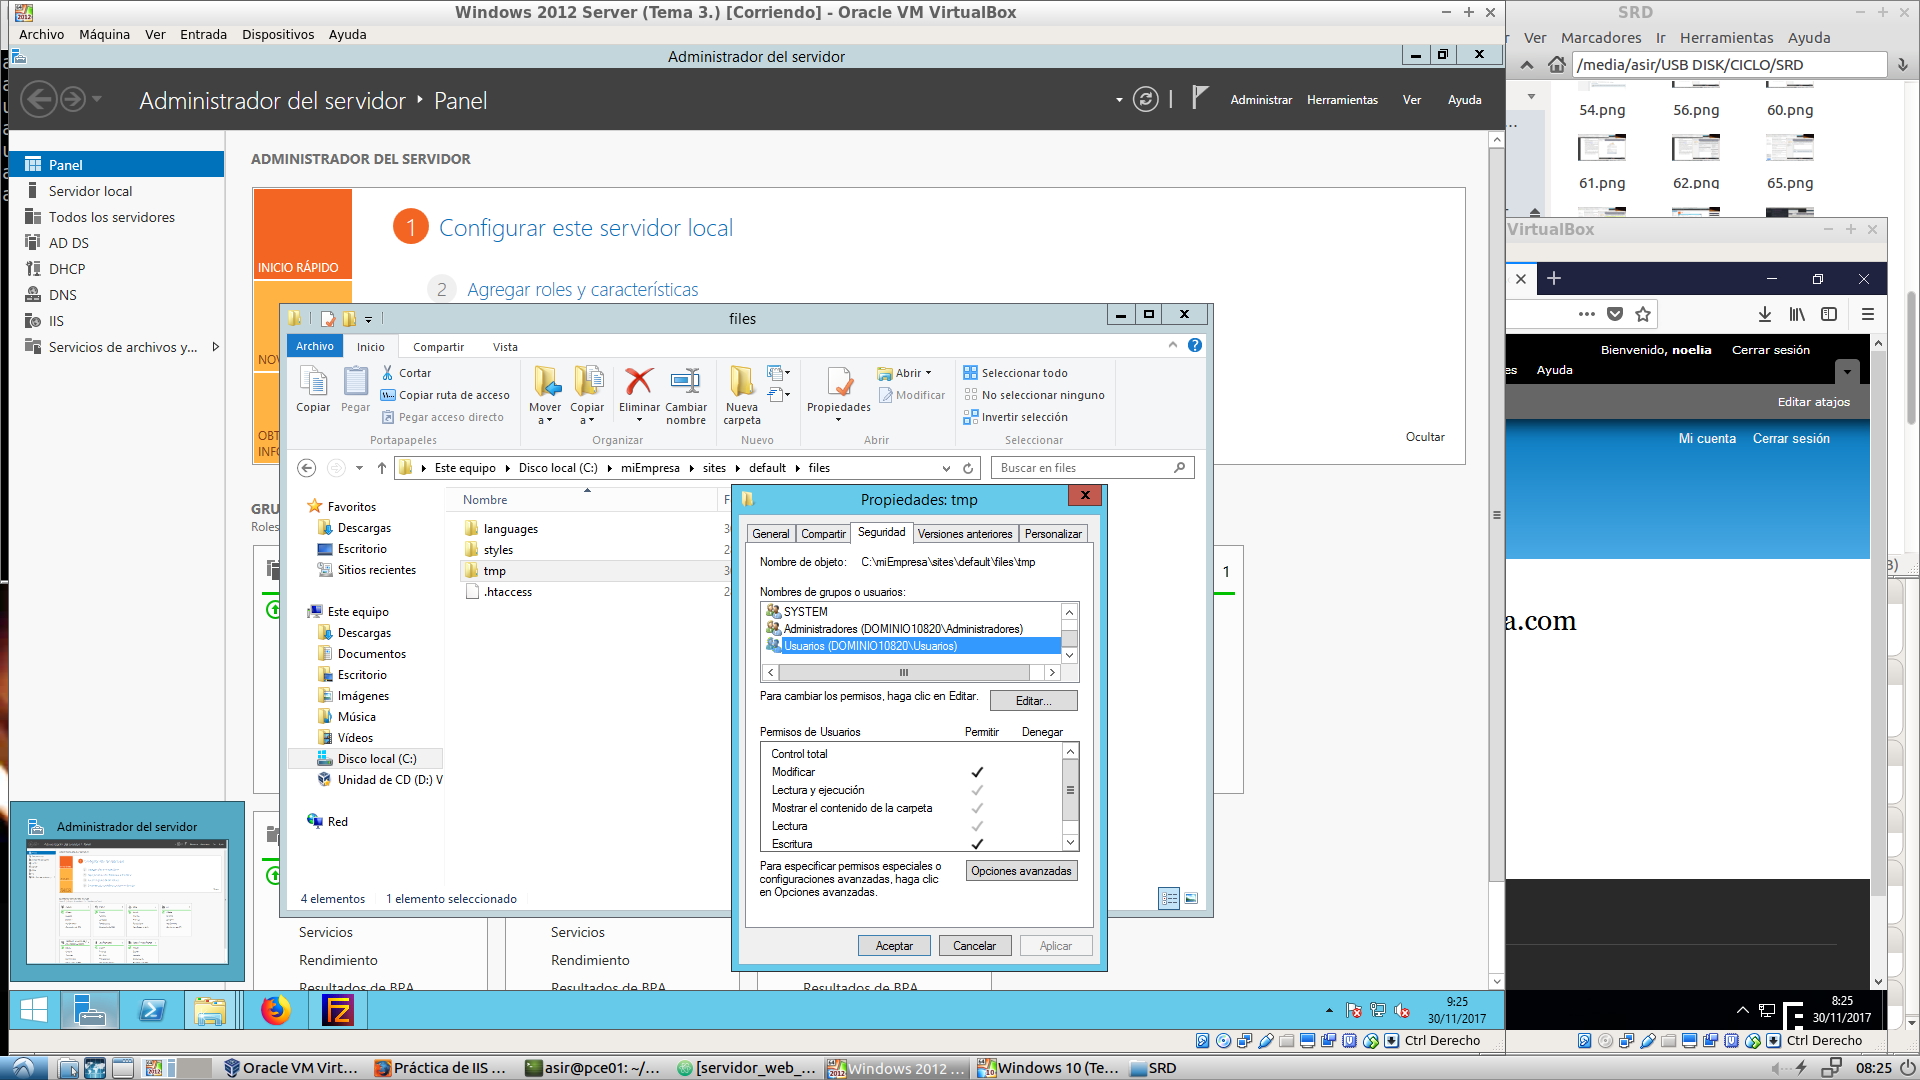 Windows 2012 Server (Tema 3.) [Corriendo] - Oracle VM VirtualBox
Archivo Máquina Ver Entrada Dispositivos Ayuda
Administrador del servidor
Administrador del servidor Panel
Administrar Herramientas Ver Ayuda
Panel
Servidor local
Todos los servidores
AD DS
DHCP
DNS
IIS
Servicios de archivos y...
ADMINISTRADOR DEL SERVIDOR
INICIO RÁPIDO
1 Configurar este servidor local
2 Agregar roles y características
Ocultar
files
Archivo Inicio Compartir Vista
Copiar
Pegar
Cortar
Copiar ruta de acceso
Pegar acceso directo
Portapapeles
Mover a
Copiar a
Eliminar
Cambiar nombre
Organizar
Nueva carpeta
Nuevo
Propiedades
Abrir
Modificar
Abrir
Seleccionar todo
No seleccionar ninguno
Invertir selección
Seleccionar
Este equipo Disco local (C:) miEmpresa sites default files
Buscar en files
Favoritos
Descargas
Escritorio
Sitios recientes
Este equipo
Descargas
Documentos
Escritorio
Imágenes
Música
Vídeos
Disco local (C:)
Unidad de CD (D:) V
Red
Nombre
languages
styles
tmp
.htaccess
4 elementos 1 elemento seleccionado
Propiedades: tmp
General Compartir Seguridad Versiones anteriores Personalizar
Nombre de objeto: C:\miEmpresa\sites\default\files\tmp
Nombres de grupos o usuarios:
SYSTEM
Administradores (DOMINIO10820\Administradores)
Usuarios (DOMINIO10820\Usuarios)
Para cambiar los permisos, haga clic en Editar.
Editar...
Permisos de Usuarios Permitir Denegar
Control total
Modificar
Lectura y ejecución
Mostrar el contenido de la carpeta
Lectura
Escritura
Para especificar permisos especiales o
configuraciones avanzadas, haga clic
en Opciones avanzadas.
Opciones avanzadas
Aceptar Cancelar Aplicar
1
Servicios
Rendimiento
Resultados de BPA
Servicios
Rendimiento
Resultados de BPA
Resultados de BPA
Administrador del servidor
9:25
30/11/2017
Ctrl Derecho
SRD
Ver Marcadores Ir Herramientas Ayuda
/media/asir/USB DISK/CICLO/SRD
54.png 56.png 60.png
61.png 62.png 65.png
VirtualBox
Bienvenido, noelia Cerrar sesión
es Ayuda
Editar atajos
Mi cuenta Cerrar sesión
a.com
8:25
30/11/2017
Ctrl Derecho
Oracle VM Virt... Práctica de IIS ... asir@pce01: ~/... [servidor_web_... Windows 2012 ... Windows 10 (Te... SRD
08:25